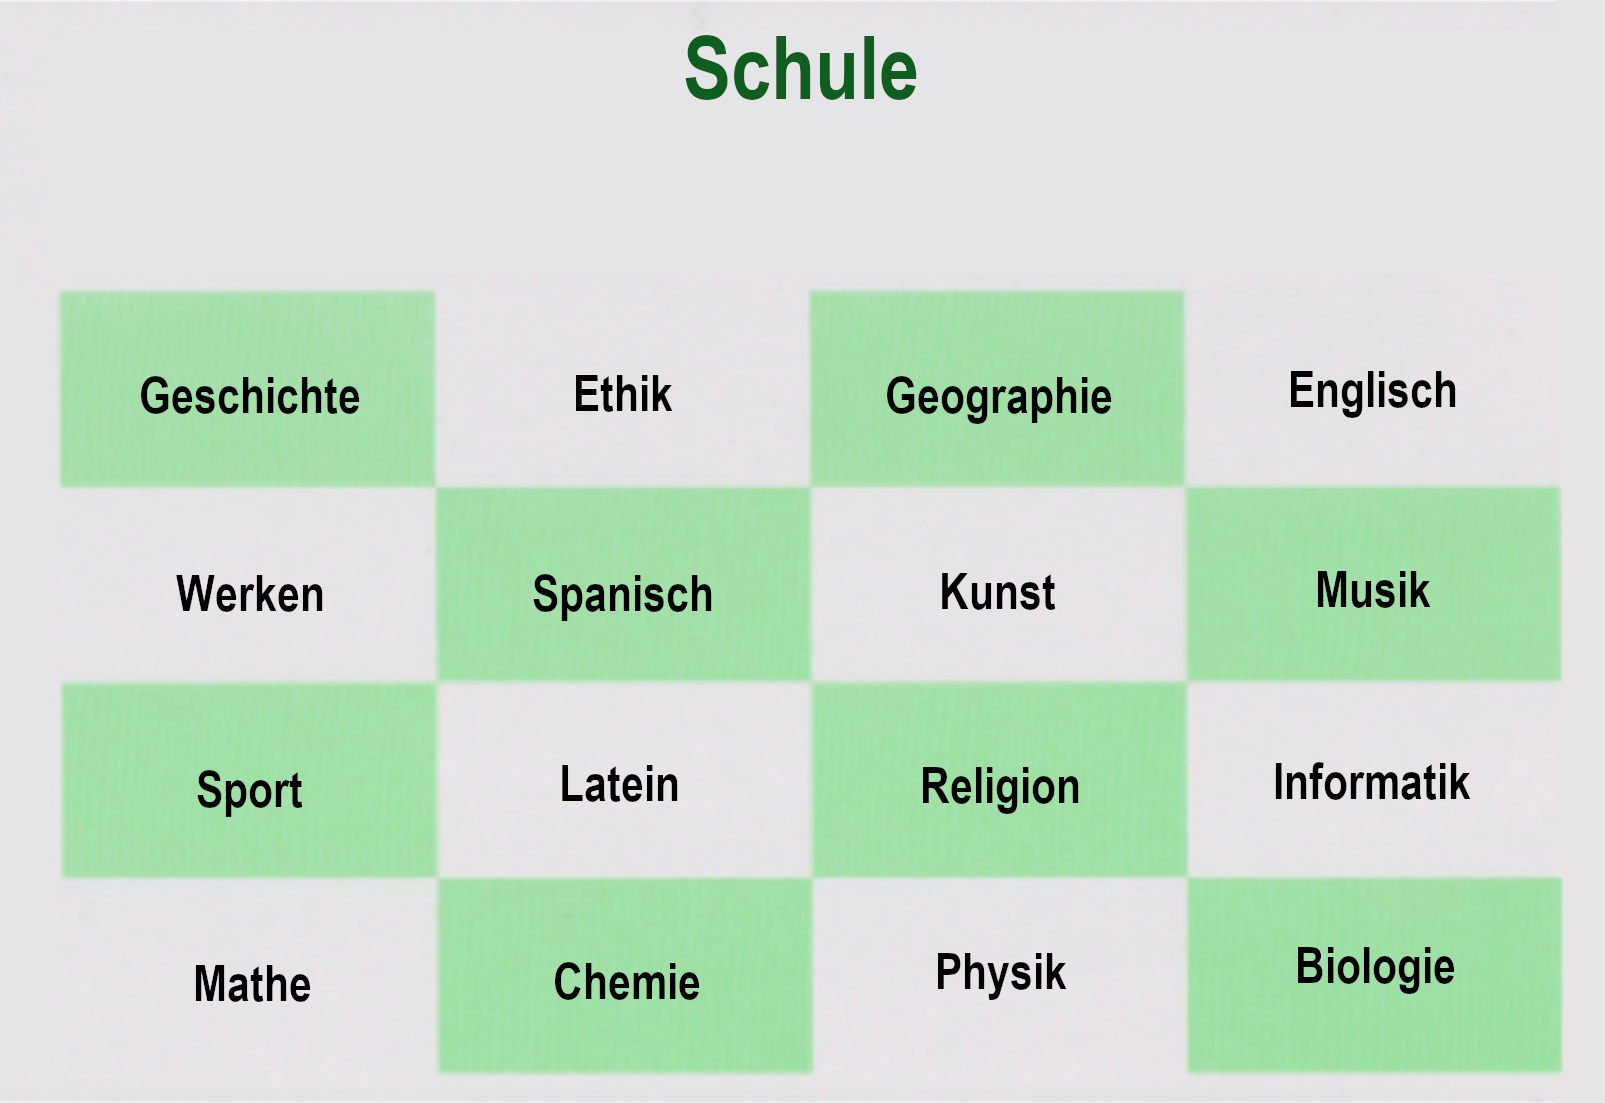 Schule
Geschichte Ethik Geographie Englisch
Werken Spanisch Kunst Musik
Sport Latein Religion Informatik
Mathe Chemie Physik Biologie